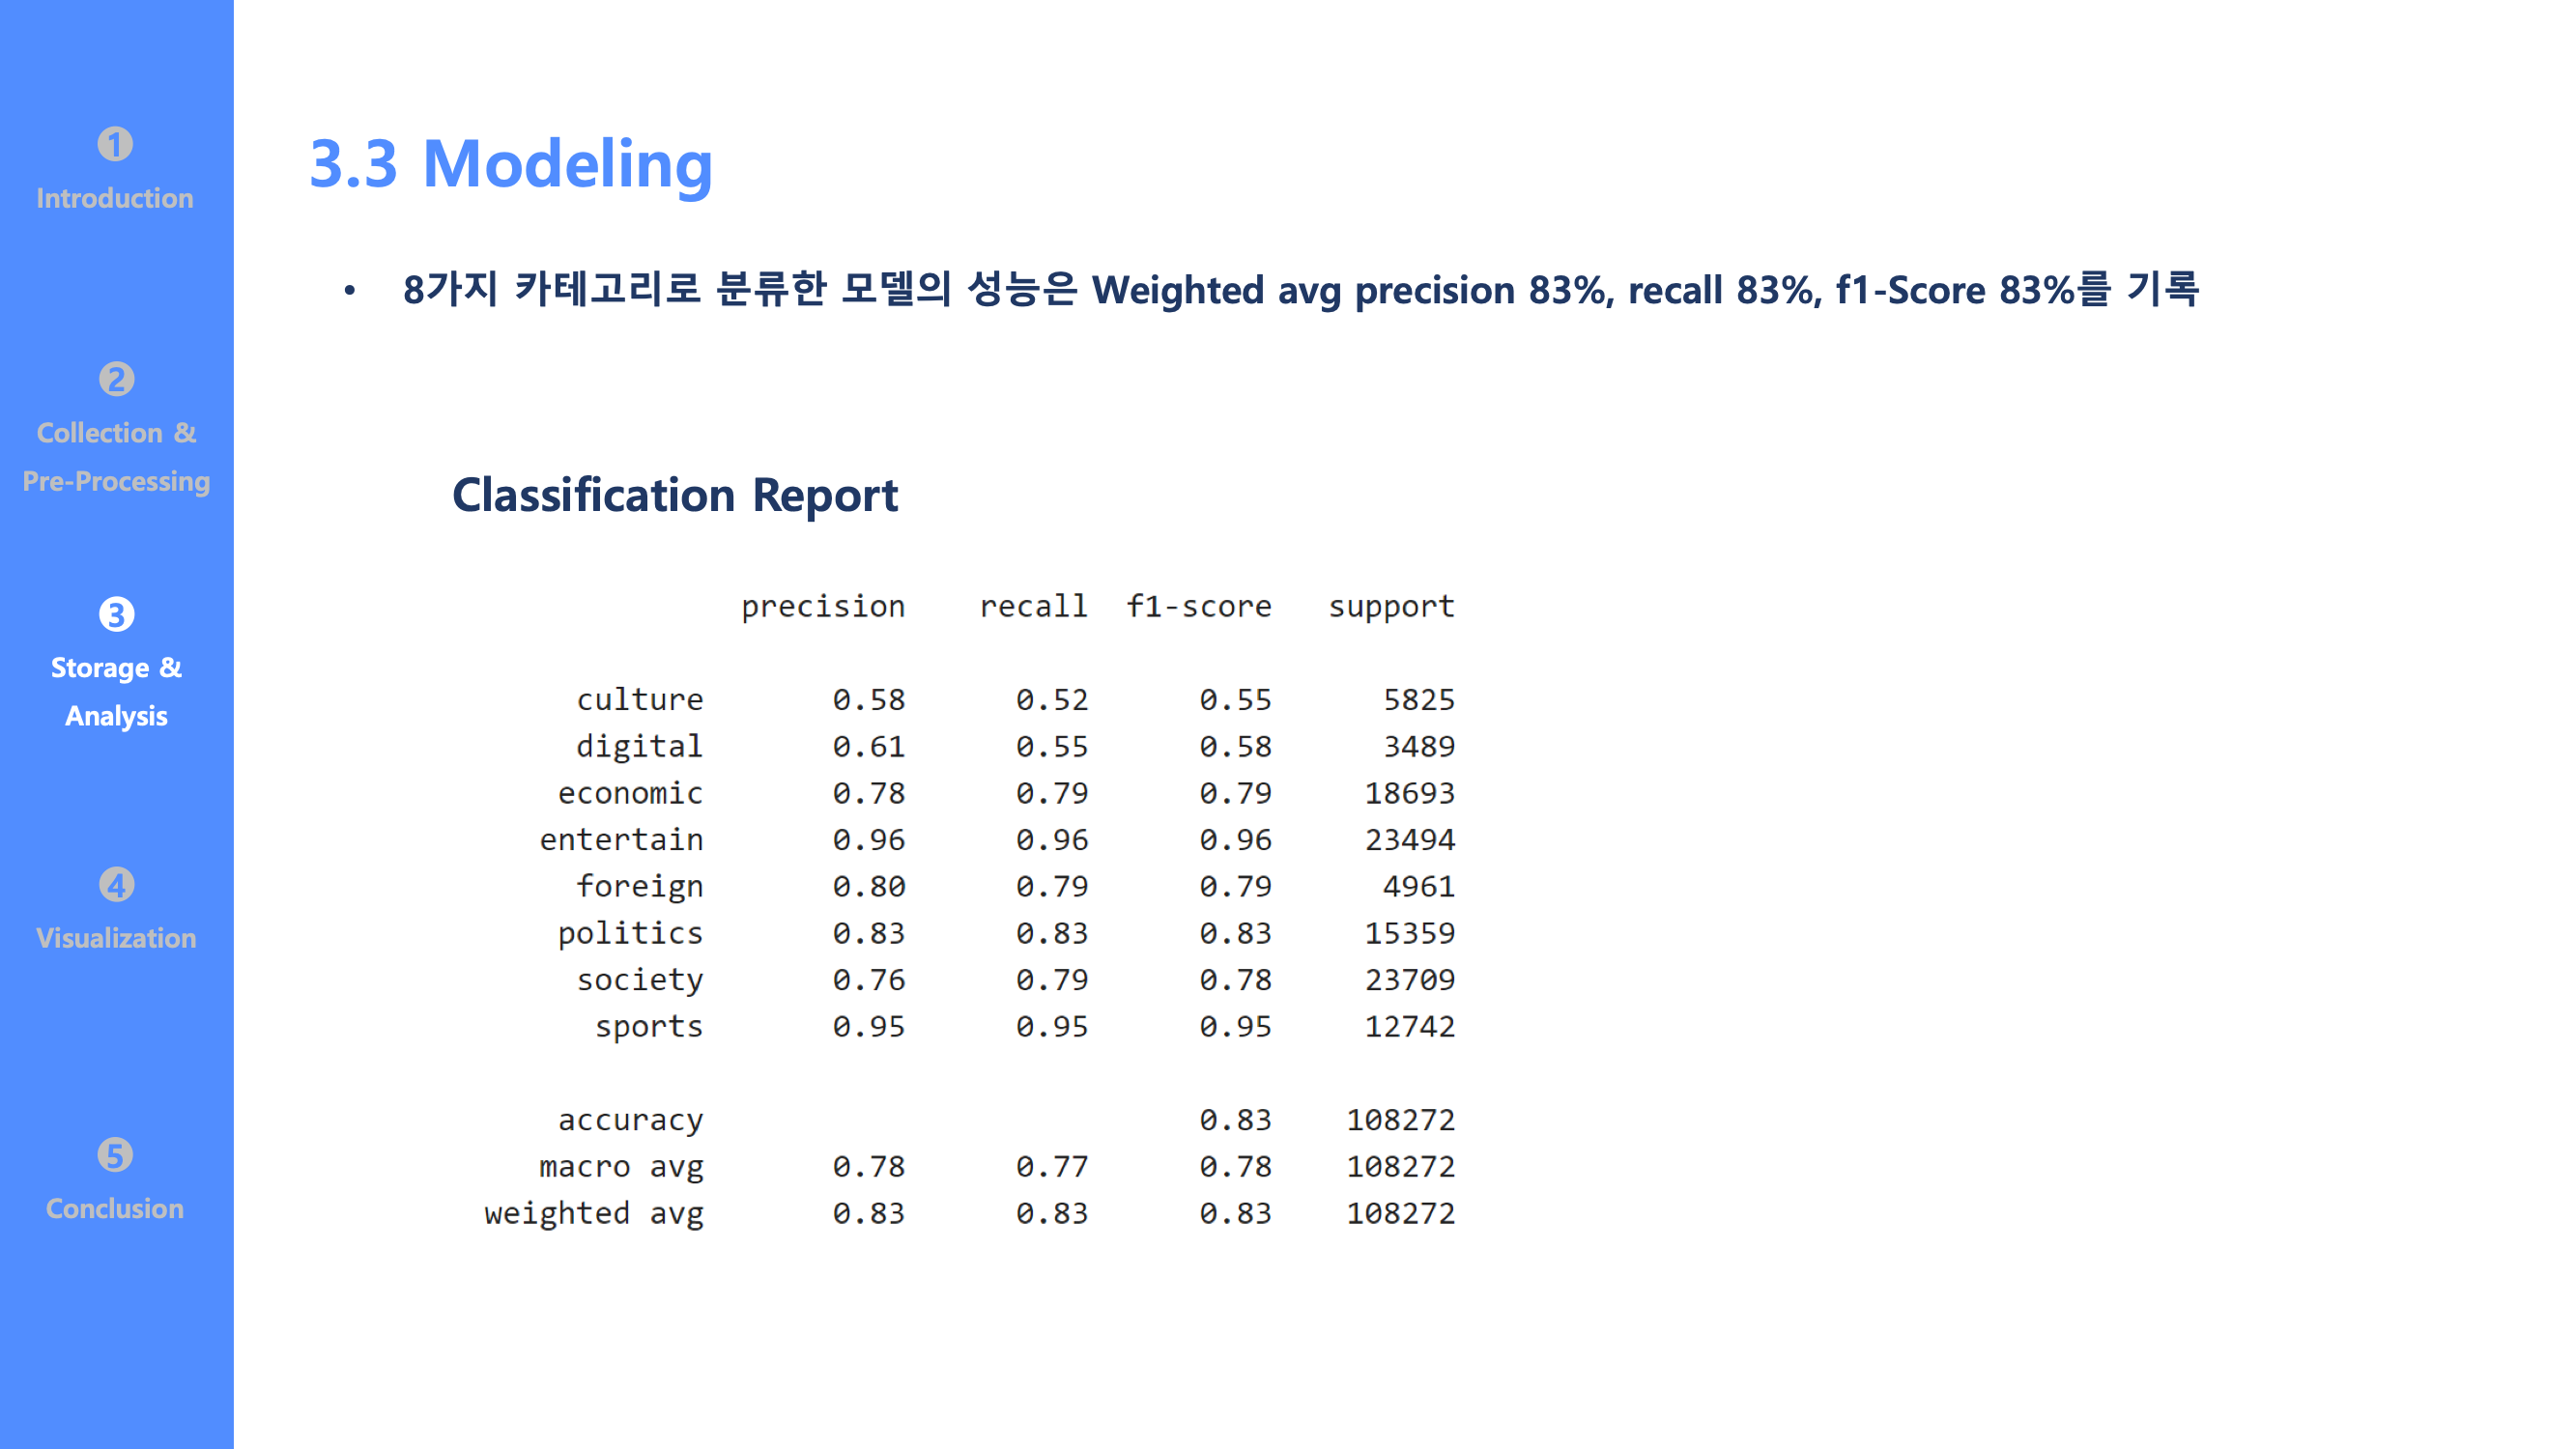 ❶
Introduction
❷
Collection &
Pre-Processing
❸
Storage &
Analysis
❹
Visualization
❺
Conclusion
3.3 Modeling
• 8가지 카테고리로 분류한 모델의 성능은 Weighted avg precision 83%, recall 83%, f1-Score 83%를 기록
Classification Report
precision recall f1-score support
culture 0.58 0.52 0.55 5825
digital 0.61 0.55 0.58 3489
economic 0.78 0.79 0.79 18693
entertain 0.96 0.96 0.96 23494
foreign 0.80 0.79 0.79 4961
politics 0.83 0.83 0.83 15359
society 0.76 0.79 0.78 23709
sports 0.95 0.95 0.95 12742
accuracy 0.83 108272
macro avg 0.78 0.77 0.78 108272
weighted avg 0.83 0.83 0.83 108272